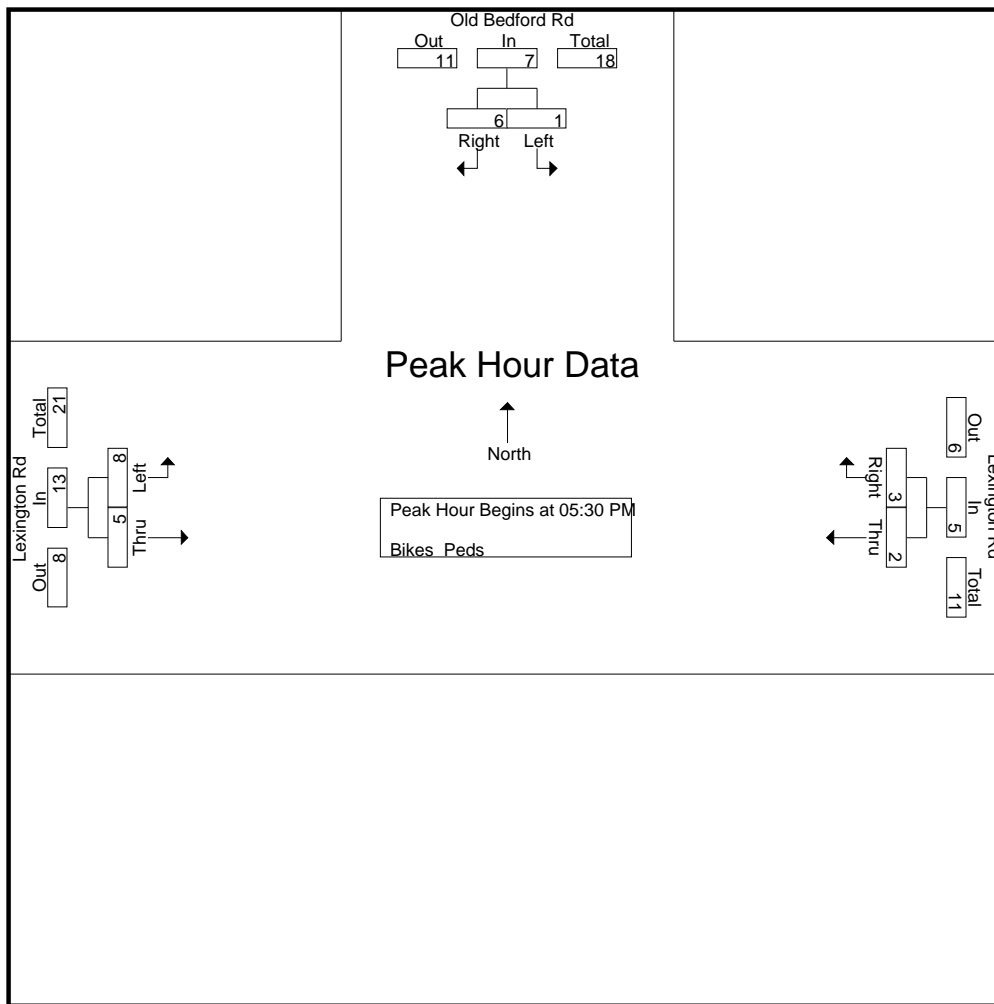 Old Bedford Rd
Out In Total
11 7 18
6 1
Right Left
Peak Hour Data
North
Peak Hour Begins at 05:30 PM
Bikes Peds
Lexington Rd
Total In Out
21 13 8
8 5
Left Thru
Lexington Rd
Out In Total
6 5 11
3 2
Right Thru